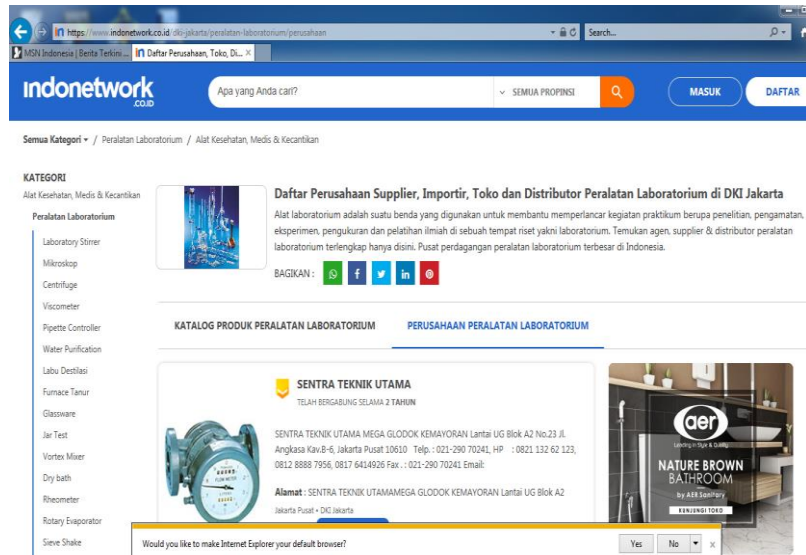 https://www.indonetwork.co.id/dki-jakarta/peralatan-laboratorium/perusahaan
Search...
MSN Indonesia | Berita Terkini ...
Daftar Perusahaan, Toko, Di...
indonetwork
.CO.ID
Apa yang Anda cari?
SEMUA PROPINSI
MASUK
DAFTAR
Semua Kategori / Peralatan Laboratorium / Alat Kesehatan, Medis & Kecantikan
KATEGORI
Alat Kesehatan, Medis & Kecantikan
Peralatan Laboratorium
Laboratory Stirrer
Mikroskop
Centrifuge
Viscometer
Pipette Controller
Water Purification
Labu Destilasi
Furnace Tanur
Glassware
Jar Test
Vortex Mixer
Dry bath
Rheometer
Rotary Evaporator
Sieve Shake
Daftar Perusahaan Supplier, Importir, Toko dan Distributor Peralatan Laboratorium di DKI Jakarta
Alat laboratorium adalah suatu benda yang digunakan untuk membantu memperlancar kegiatan praktikum berupa penelitian, pengamatan,
eksperimen, pengukuran dan pelatihan ilmiah di sebuah tempat riset yakni laboratorium. Temukan agen, supplier & distributor peralatan
laboratorium terlengkap hanya disini. Pusat perdagangan peralatan laboratorium terbesar di Indonesia.
BAGIKAN :
KATALOG PRODUK PERALATAN LABORATORIUM
PERUSAHAAN PERALATAN LABORATORIUM
SENTRA TEKNIK UTAMA
TELAH BERGABUNG SELAMA 2 TAHUN
SENTRA TEKNIK UTAMA MEGA GLODOK KEMAYORAN Lantai UG Blok A2 No.23 Jl.
Angkasa Kav.B-6, Jakarta Pusat 10610 Telp. : 021-290 70241, HP : 0821 132 62 123,
0812 8888 7956, 0817 6414926 Fax . : 021-290 70241 Email:
Alamat : SENTRA TEKNIK UTAMAMEGA GLODOK KEMAYORAN Lantai UG Blok A2
Jakarta Pusat • DKI Jakarta
FLOW METER
aer
Leading in Style & Quality
NATURE BROWN
BATHROOM
by AER Sanitary
KUNJUNGI TOKO
Would you like to make Internet Explorer your default browser?
Yes
No